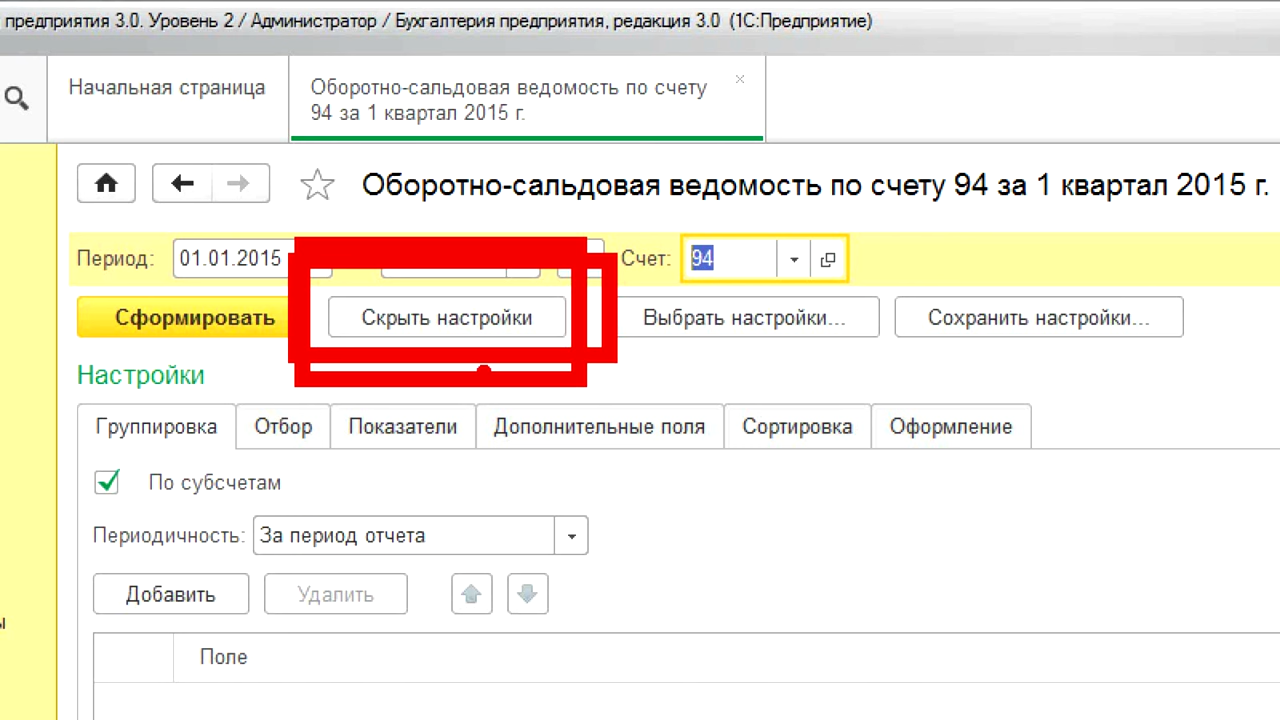 предприятия 3.0. Уровень 2 / Администратор / Бухгалтерия предприятия, редакция 3.0 (1С:Предприятие)
Начальная страница
Оборотно-сальдовая ведомость по счету
94 за 1 квартал 2015 г.
Оборотно-сальдовая ведомость по счету 94 за 1 квартал 2015 г.
Период: 01.01.2015 Счет: 94
Сформировать Скрыть настройки Выбрать настройки... Сохранить настройки...
Настройки
Группировка Отбор Показатели Дополнительные поля Сортировка Оформление
По субсчетам
Периодичность: За период отчета
Добавить Удалить
ы
Поле